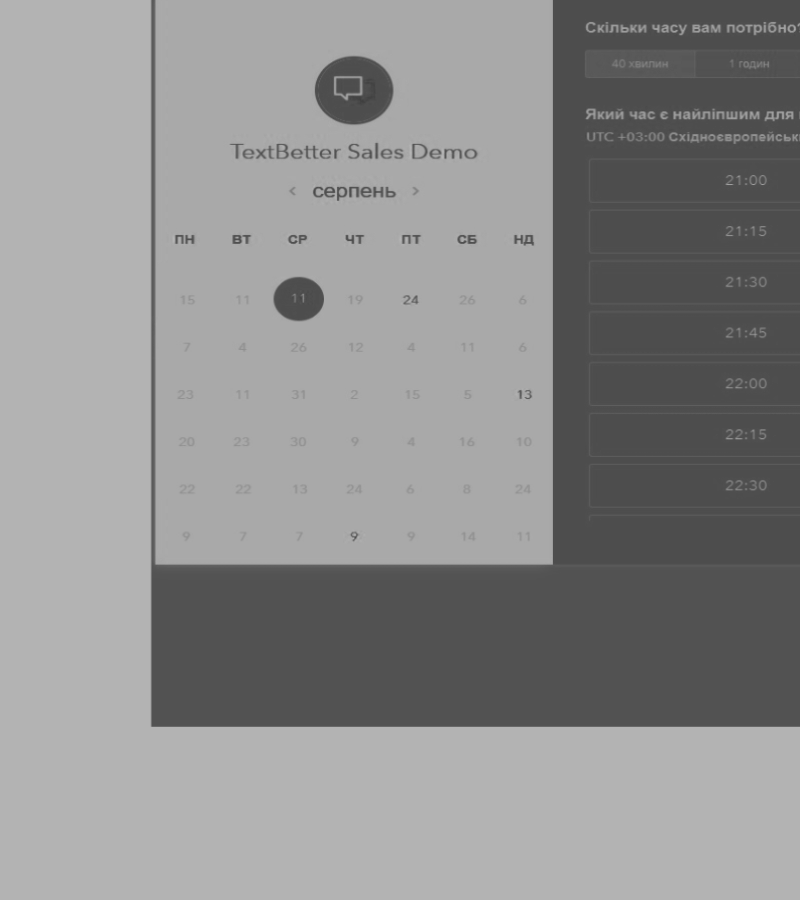 TextBetter Sales Demo
< серпень >
ПН ВТ СР ЧТ ПТ СБ НД
15 11 11 19 24 26 6
7 4 26 12 4 11 6
23 11 31 2 15 5 13
20 23 30 9 4 16 10
22 22 13 24 6 8 24
9 7 7 9 9 14 11
Скільки часу вам потрібно?
40 хвилин 1 годин
Який час є найліпшим для
UTC +03:00 Східноєвропейськ
21:00
21:15
21:30
21:45
22:00
22:15
22:30